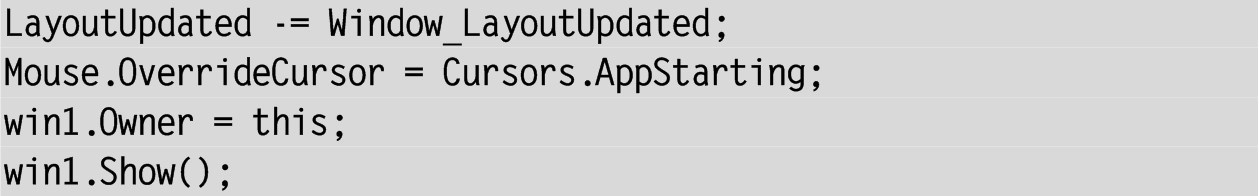 LayoutUpdated -= Window_LayoutUpdated;
Mouse.OverrideCursor = Cursors.AppStarting;
win1.Owner = this;
win1.Show();